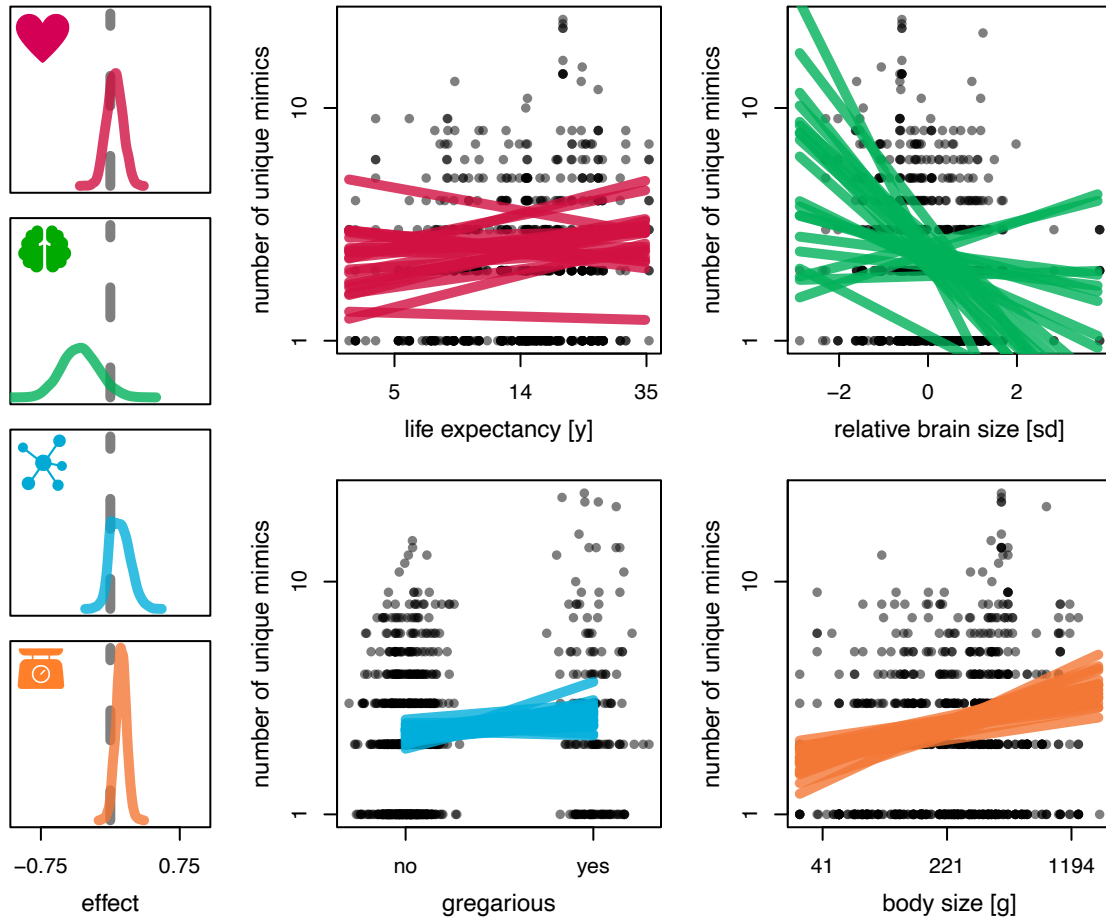 number of unique mimics
10
1
5 14 35
life expectancy [y]
number of unique mimics
10
1
−2 0 2
relative brain size [sd]
−0.75 0.75
effect
number of unique mimics
10
1
no yes
gregarious
number of unique mimics
10
1
41 221 1194
body size [g]